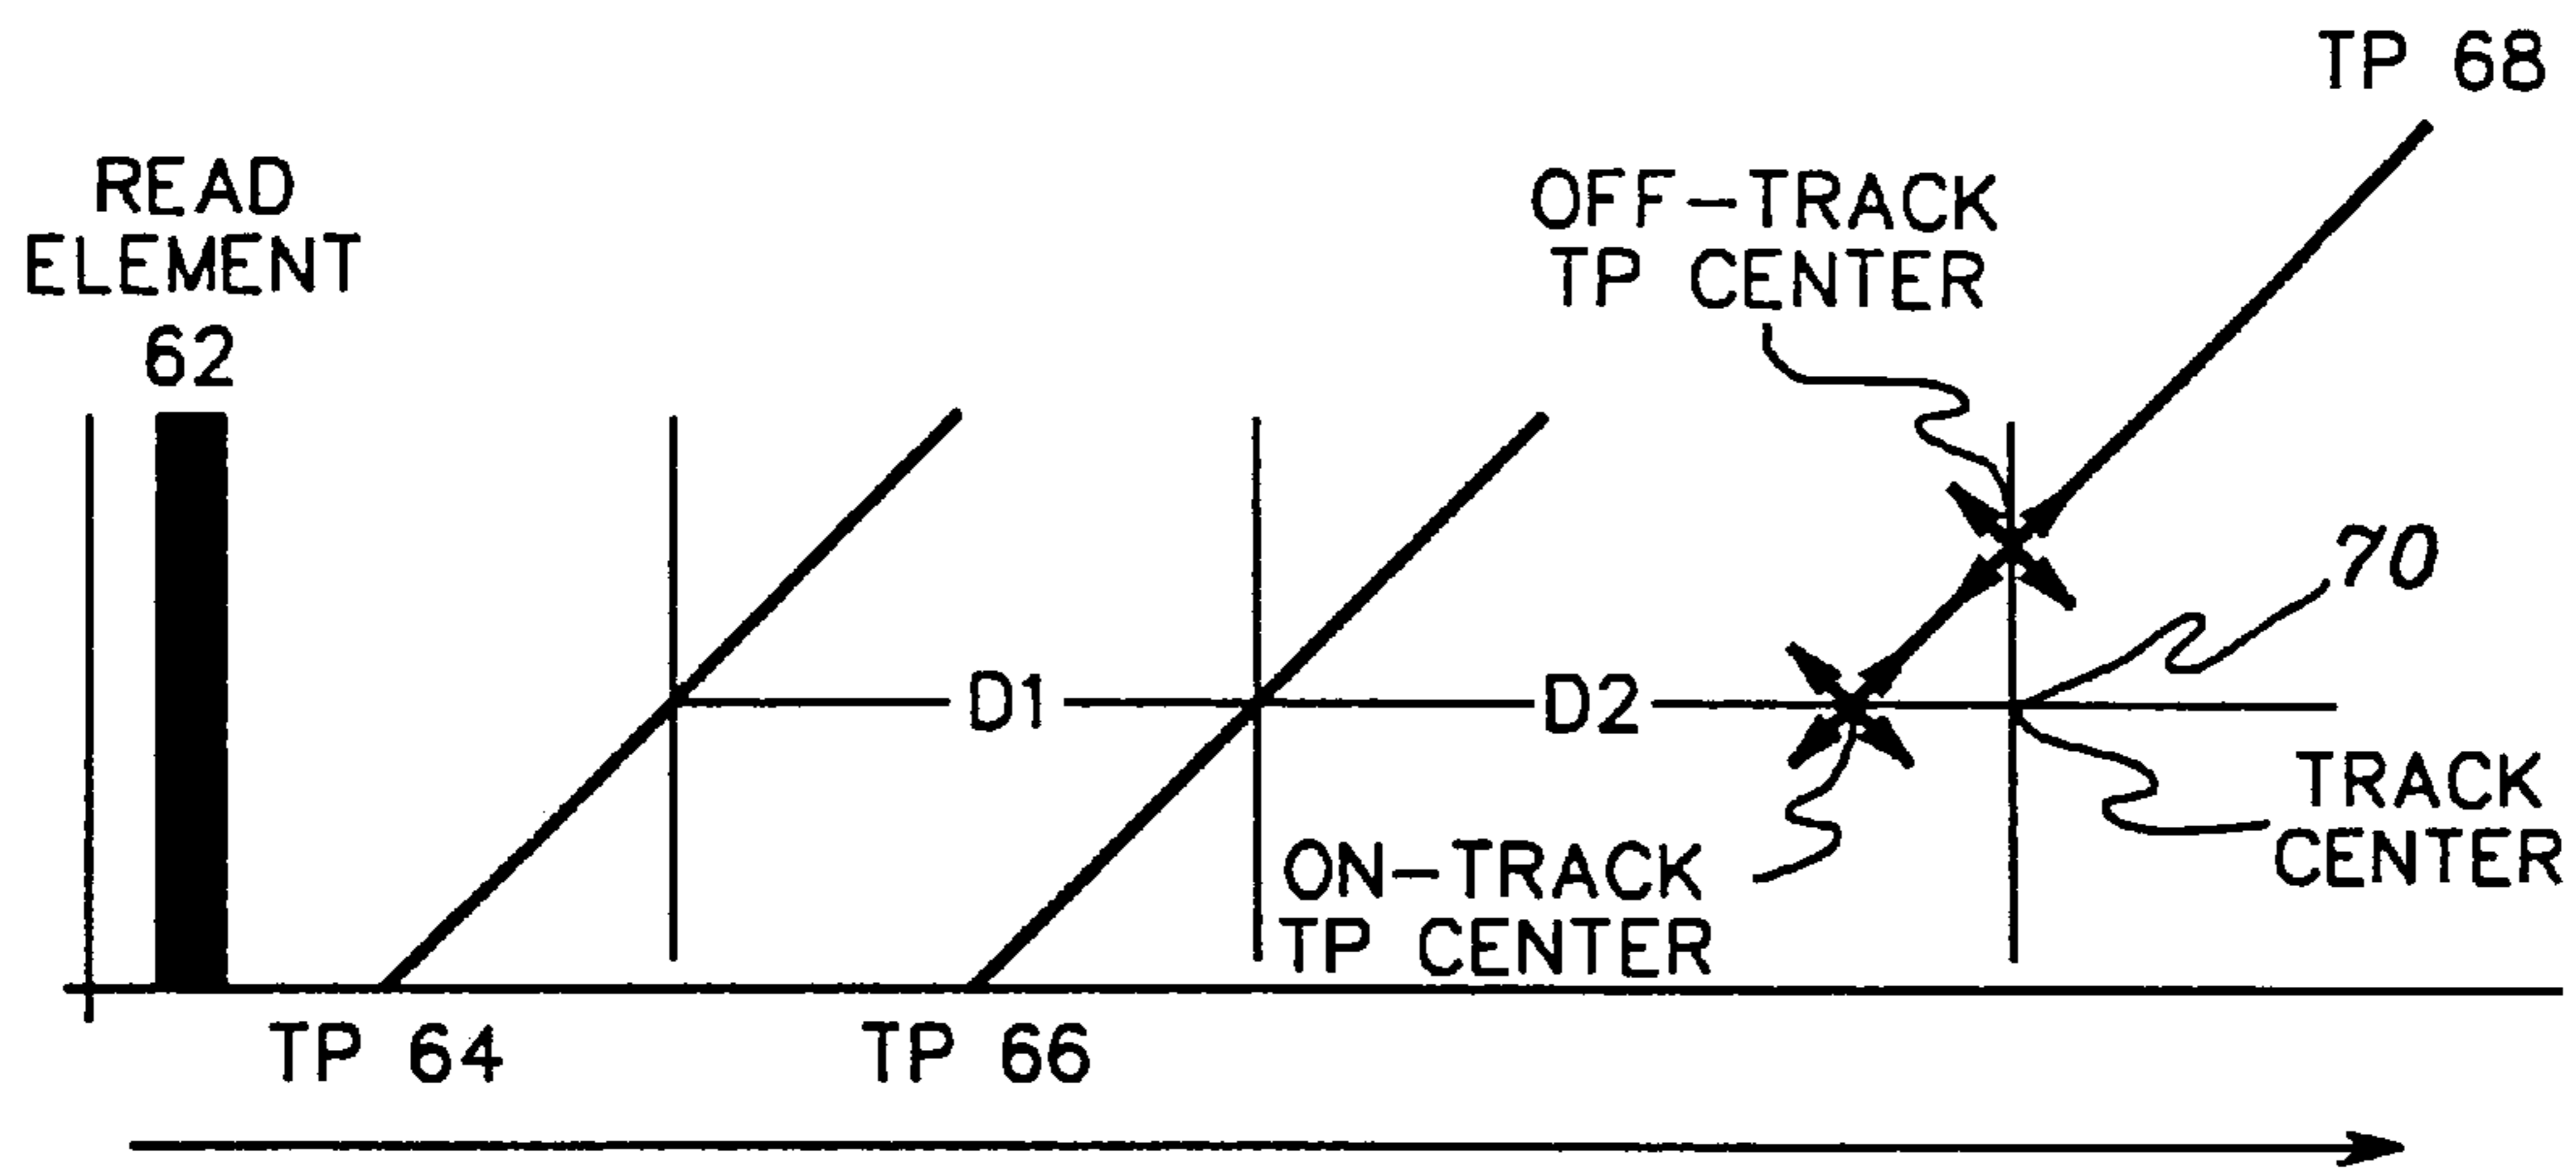 TP 68
READ
ELEMENT
62
OFF-TRACK
TP CENTER
70
D1
D2
TRACK
CENTER
ON-TRACK
TP CENTER
TP 64
TP 66